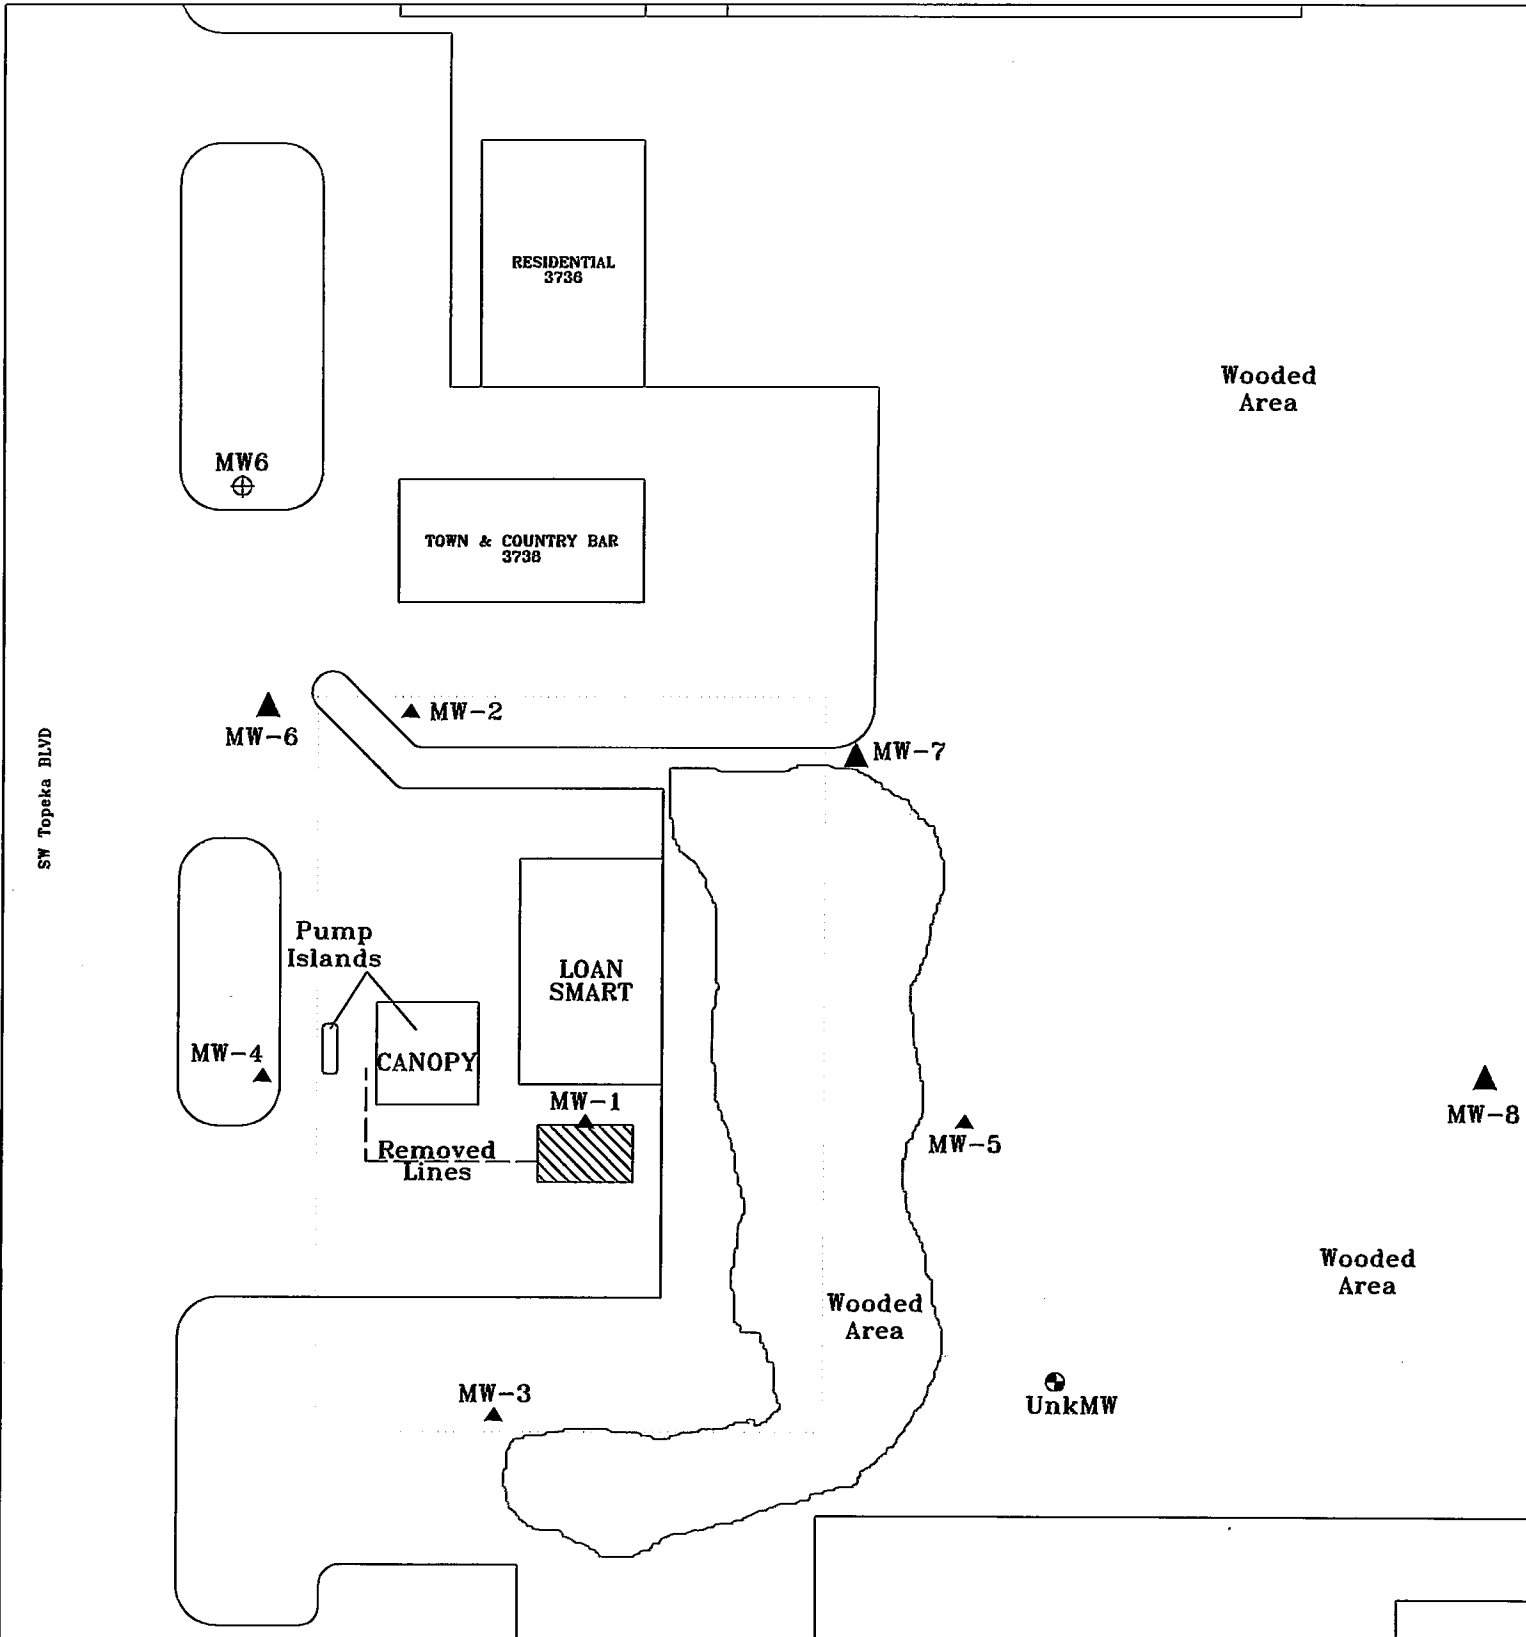 RESIDENTIAL
3736
Wooded
Area
MW6
TOWN & COUNTRY BAR
3738
MW-2
MW-6
MW-7
SW Topeka BLVD
Pump
Islands
LOAN
SMART
MW-4
CANOPY
MW-1
MW-8
MW-5
Removed
Lines
Wooded
Area
Wooded
Area
MW-3
UnkMW